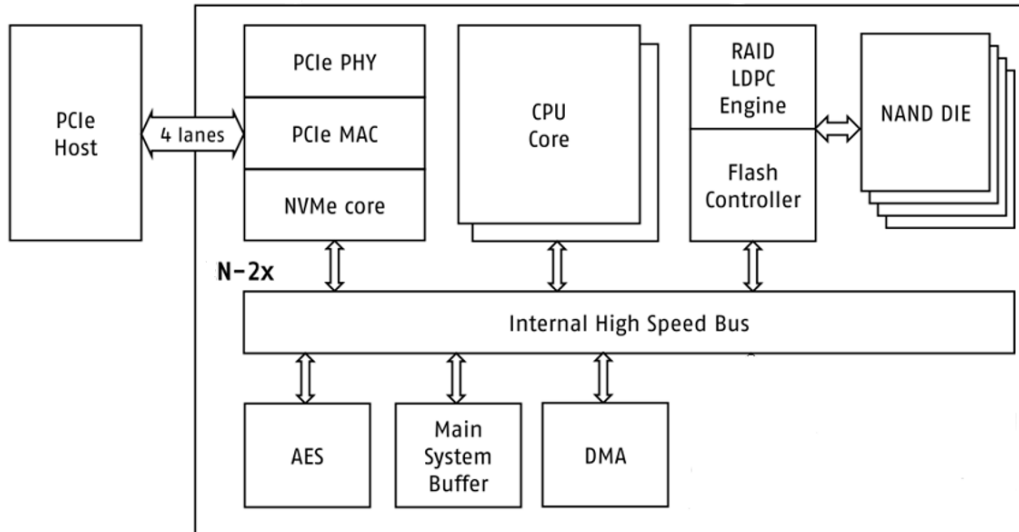 PCIe
Host
4 lanes
PCIe PHY
PCIe MAC
NVMe core
CPU
Core
RAID
LDPC
Engine
Flash
Controller
NAND DIE
N-2x
Internal High Speed Bus
AES
Main
System
Buffer
DMA